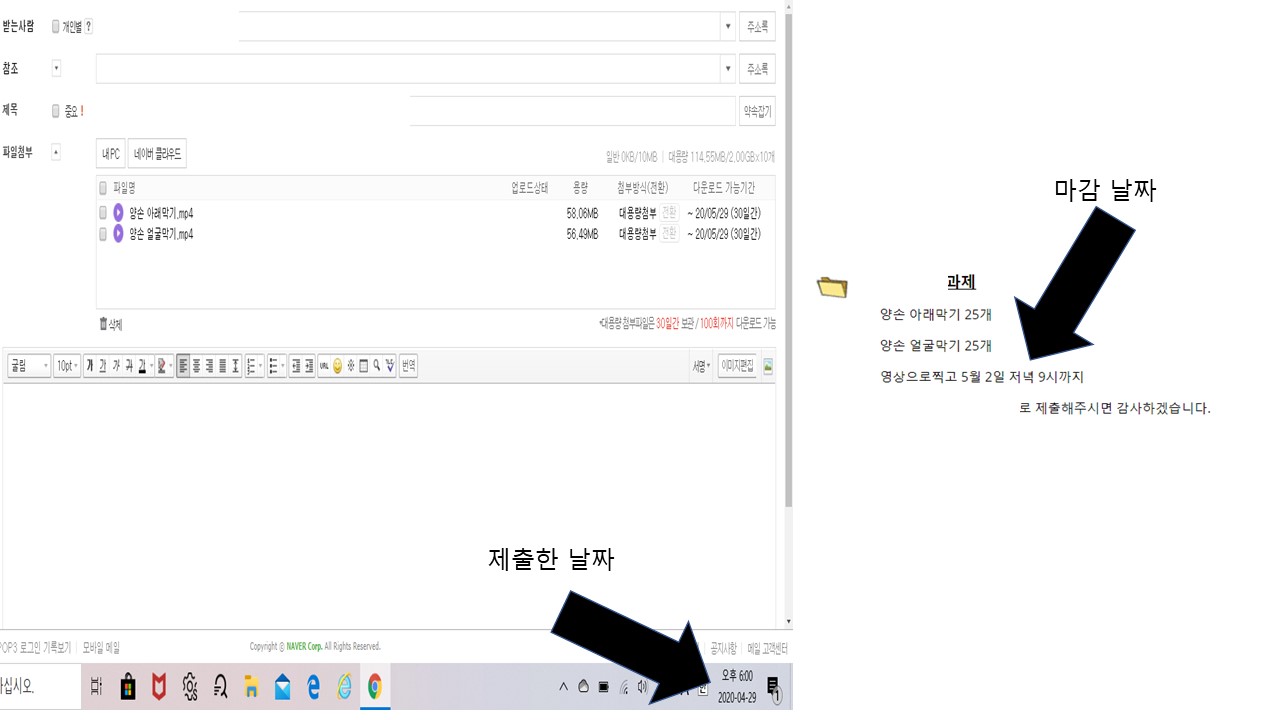 받는사람 개인별 ? 주소록
참조 주소록
제목 중요 ! 약속잡기
파일첨부 내 PC 네이버 클라우드 일반 0KB/10MB | 대용량 114.55MB/2.00GB×10개
파일명 업로드상태 용량 첨부방식(전환) 다운로드 가능기간
양손 아래막기.mp4 58.06MB 대용량첨부 전환 ~ 20/05/29 (30일간)
양손 얼굴막기.mp4 56.49MB 대용량첨부 전환 ~ 20/05/29 (30일간)
삭제 *대용량 첨부파일은 30일간 보관 / 100회까지 다운로드 가능
굴림 10pt 가 가 가 가 가 URL 번역 서명 이미지편집
제출한 날짜
POP3 로그인 기록보기 | 모바일 메일 Copyright © NAVER Corp. All Rights Reserved. 공지사항 | 메일 고객센터
하십시오. 오후 6:00
2020-04-29
1
마감 날짜
과제
양손 아래막기 25개
양손 얼굴막기 25개
영상으로찍고 5월 2일 저녁 9시까지
로 제출해주시면 감사하겠습니다.